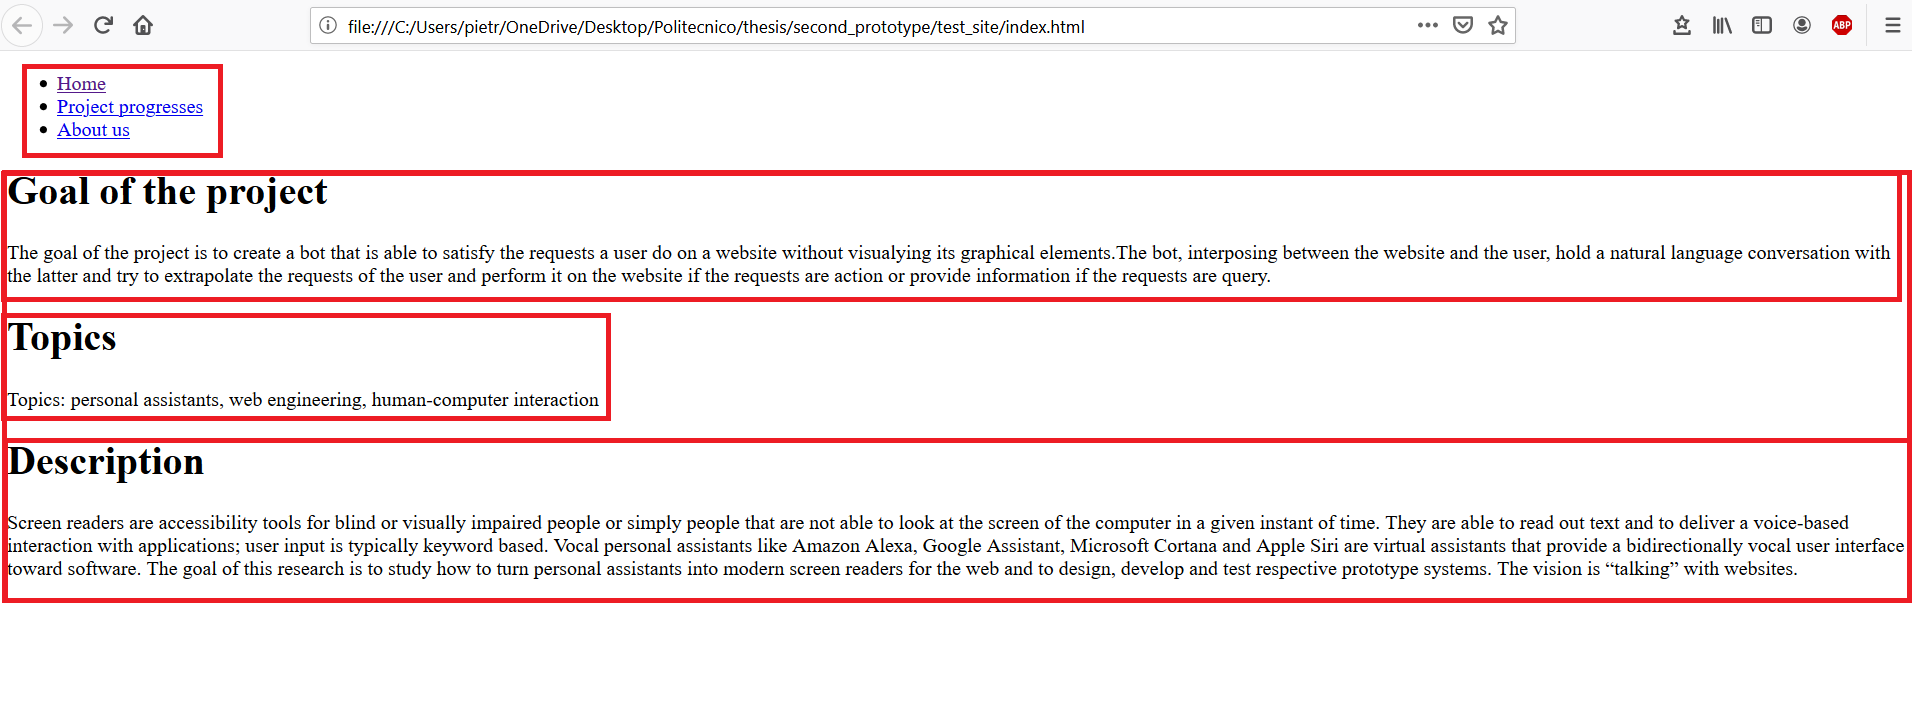 file:///C:/Users/pietr/OneDrive/Desktop/Politecnico/thesis/second_prototype/test_site/index.html
ABP
Home
Project progresses
About us
Goal of the project
The goal of the project is to create a bot that is able to satisfy the requests a user do on a website without visualying its graphical elements.The bot, interposing between the website and the user, hold a natural language conversation with
the latter and try to extrapolate the requests of the user and perform it on the website if the requests are action or provide information if the requests are query.
Topics
Topics: personal assistants, web engineering, human-computer interaction
Description
Screen readers are accessibility tools for blind or visually impaired people or simply people that are not able to look at the screen of the computer in a given instant of time. They are able to read out text and to deliver a voice-based
interaction with applications; user input is typically keyword based. Vocal personal assistants like Amazon Alexa, Google Assistant, Microsoft Cortana and Apple Siri are virtual assistants that provide a bidirectionally vocal user interface
toward software. The goal of this research is to study how to turn personal assistants into modern screen readers for the web and to design, develop and test respective prototype systems. The vision is “talking” with websites.